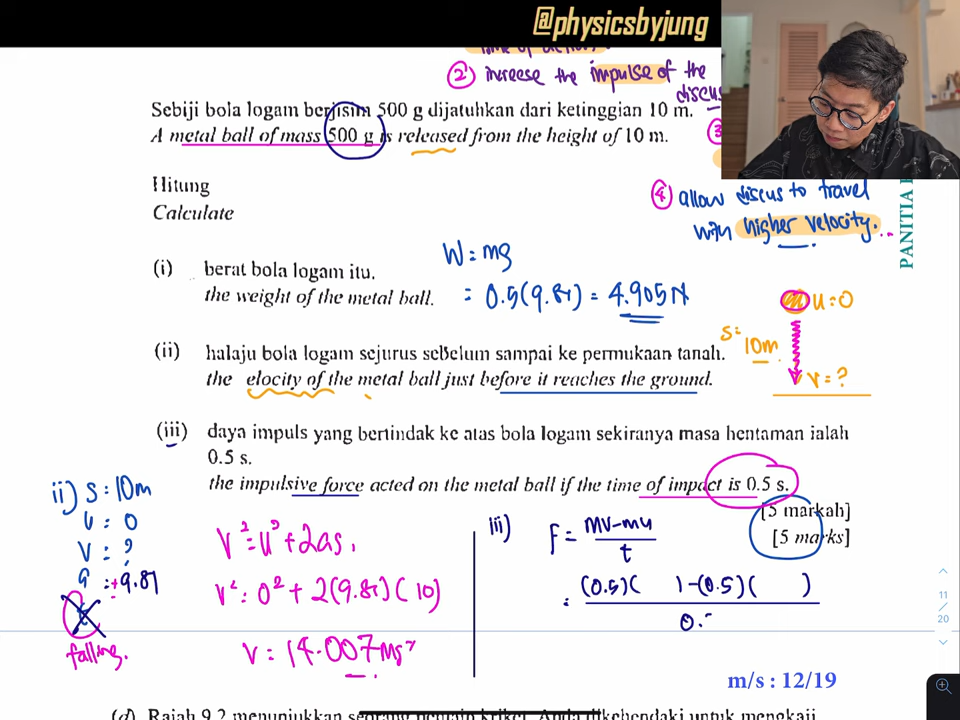 @physicsbyjung
② increase the impulse of the
discus
Sebiji bola logam berjisim 500 g dijatuhkan dari ketinggian 10 m.
A metal ball of mass 500 g is released from the height of 10 m.
Hitung
Calculate
④ allow discus to travel
with higher velocity.
(i) berat bola logam itu.
the weight of the metal ball.
W = mg
= 0.5(9.81) = 4.905N
u=0
s=
10m
v=?
(ii) halaju bola logam sejurus sebelum sampai ke permukaan tanah.
the elocity of the metal ball just before it reaches the ground.
(iii) daya impuls yang bertindak ke atas bola logam sekiranya masa hentaman ialah
0.5 s.
the impulsive force acted on the metal ball if the time of impact is 0.5 s.
[5 markah]
[5 marks]
ii) s = 10m
u = 0
v = ?
a = +9.81
t
falling.
v² = u² + 2as
v² = 0² + 2(9.81)(10)
v = 14.007
iii) F = mv-mu
t
= (0.5)( )-(0.5)( )
PANITIA
11
/
20
m/s : 12/19